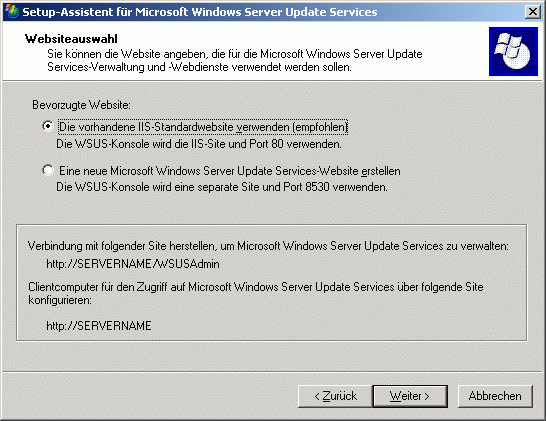 Setup-Assistent für Microsoft Windows Server Update Services
Websiteauswahl
Sie können die Website angeben, die für die Microsoft Windows Server Update
Services-Verwaltung und -Webdienste verwendet werden sollen.
Bevorzugte Website:
Die vorhandene IIS-Standardwebsite verwenden (empfohlen)
Die WSUS-Konsole wird die IIS-Site und Port 80 verwenden.
Eine neue Microsoft Windows Server Update Services-Website erstellen
Die WSUS-Konsole wird eine separate Site und Port 8530 verwenden.
Verbindung mit folgender Site herstellen, um Microsoft Windows Server Update Services zu verwalten:
http://SERVERNAME/WSUSAdmin
Clientcomputer für den Zugriff auf Microsoft Windows Server Update Services über folgende Site
konfigurieren:
http://SERVERNAME
< Zurück Weiter > Abbrechen